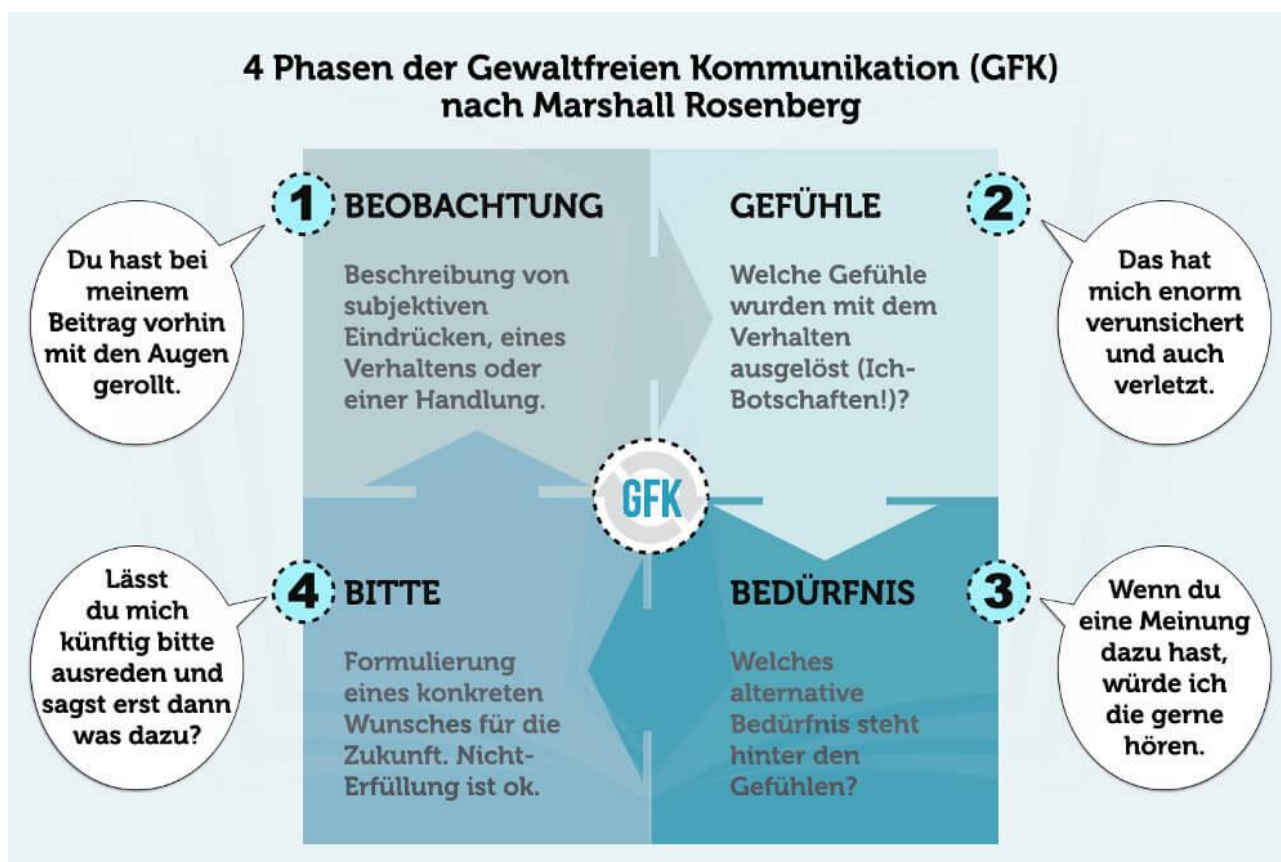 4 Phasen der Gewaltfreien Kommunikation (GFK)
nach Marshall Rosenberg
1
BEOBACHTUNG
Beschreibung von
subjektiven
Eindrücken, eines
Verhaltens oder
einer Handlung.
Du hast bei
meinem
Beitrag vorhin
mit den Augen
gerollt.
GEFÜHLE
2
Welche Gefühle
wurden mit dem
Verhalten
ausgelöst (Ich-
Botschaften!)?
Das hat
mich enorm
verunsichert
und auch
verletzt.
GFK
BEDÜRFNIS
3
Welches
alternative
Bedürfnis steht
hinter den
Gefühlen?
Wenn du
eine Meinung
dazu hast,
würde ich
die gerne
hören.
4
BITTE
Formulierung
eines konkreten
Wunsches für die
Zukunft. Nicht-
Erfüllung ist ok.
Lässt
du mich
künftig bitte
ausreden und
sagst erst dann
was dazu?